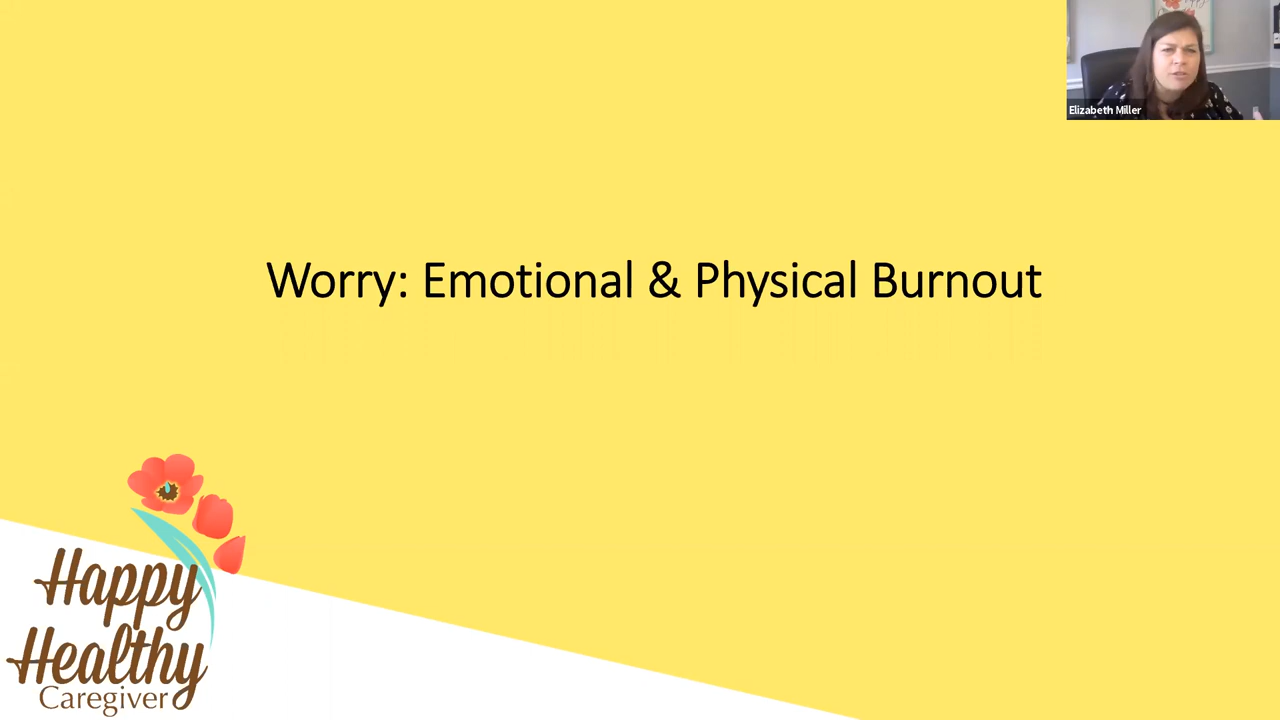 Elizabeth Miller
Worry: Emotional & Physical Burnout
Happy
Healthy
Caregiver